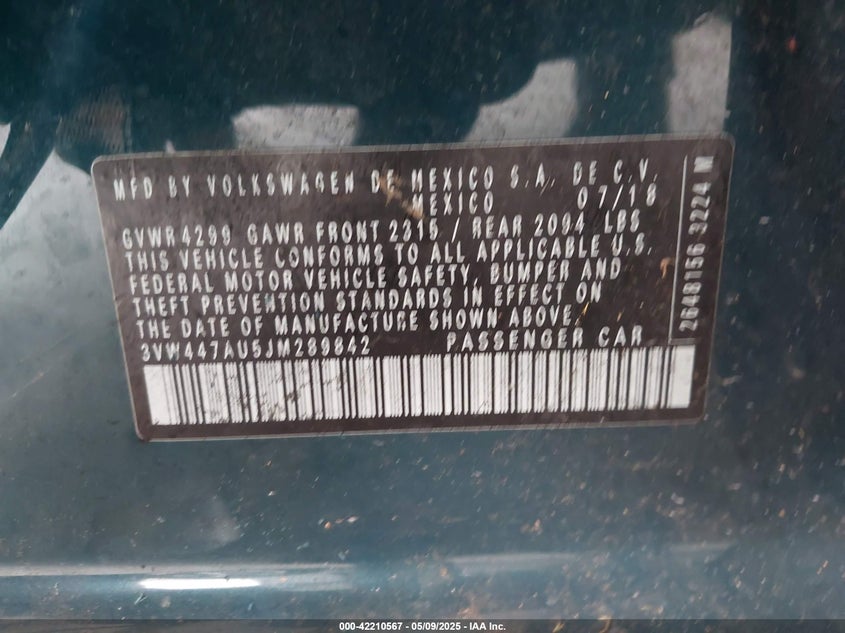 MFD BY VOLKSWAGEN DE MEXICO S.A. DE C.V.
MEXICO 07/18
GVWR 4299 GAWR FRONT 2315 / REAR 2094 LBS
THIS VEHICLE CONFORMS TO ALL APPLICABLE U.S.
FEDERAL MOTOR VEHICLE SAFETY, BUMPER AND
THEFT PREVENTION STANDARDS IN EFFECT ON
THE DATE OF MANUFACTURE SHOWN ABOVE.
3VW447AU5JM289842 PASSENGER CAR
2648156 3224 M
000-42210567 - 05/09/2025 - IAA Inc.